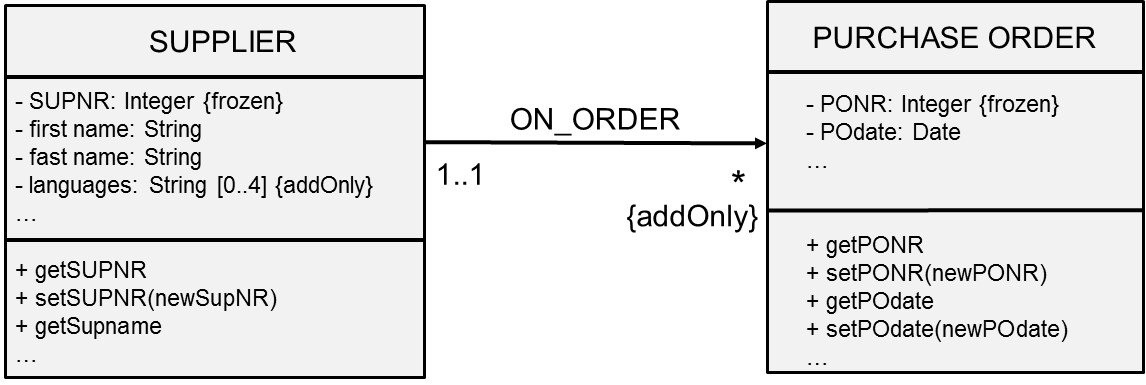 SUPPLIER
- SUPNR: Integer {frozen}
- first name: String
- fast name: String
- languages: String [0..4] {addOnly}
…
+ getSUPNR
+ setSUPNR(newSupNR)
+ getSupname
…
ON_ORDER
1..1
*
{addOnly}
PURCHASE ORDER
- PONR: Integer {frozen}
- POdate: Date
…
+ getPONR
+ setPONR(newPONR)
+ getPOdate
+ setPOdate(newPOdate)
…